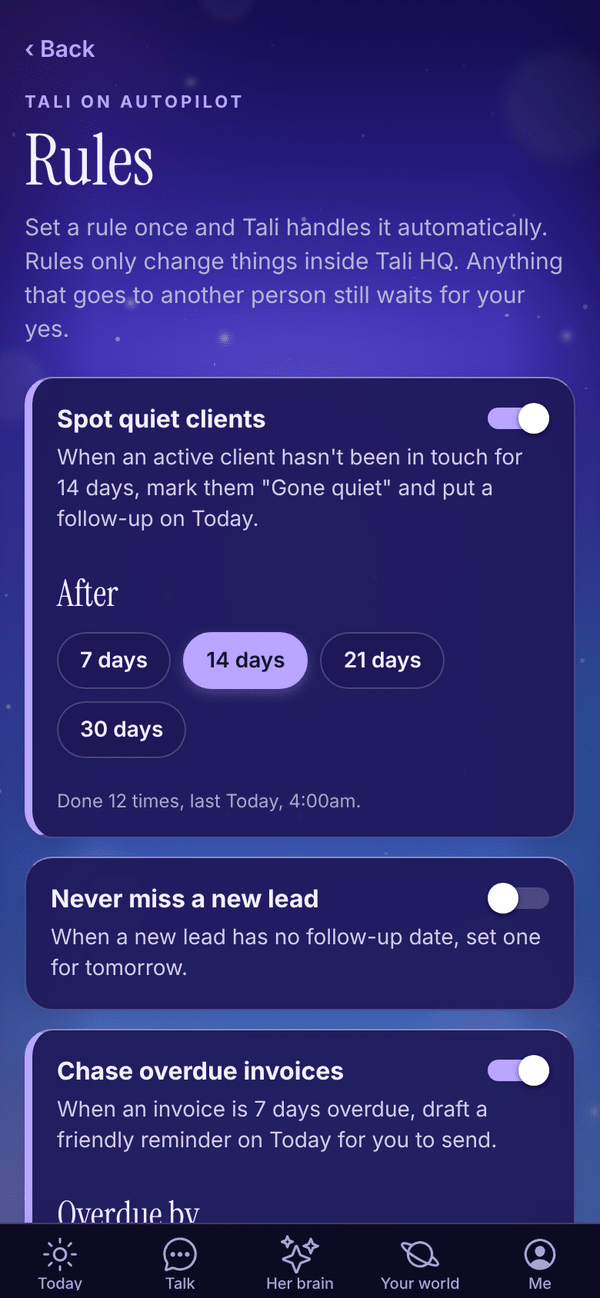 ‹ Back
TALI ON AUTOPILOT
Rules
Set a rule once and Tali handles it automatically.
Rules only change things inside Tali HQ. Anything
that goes to another person still waits for your
yes.
Spot quiet clients
When an active client hasn't been in touch for
14 days, mark them "Gone quiet" and put a
follow-up on Today.
After
7 days
14 days
21 days
30 days
Done 12 times, last Today, 4:00am.
Never miss a new lead
When a new lead has no follow-up date, set one
for tomorrow.
Chase overdue invoices
When an invoice is 7 days overdue, draft a
friendly reminder on Today for you to send.
Overdue by
Today
Talk
Her brain
Your world
Me